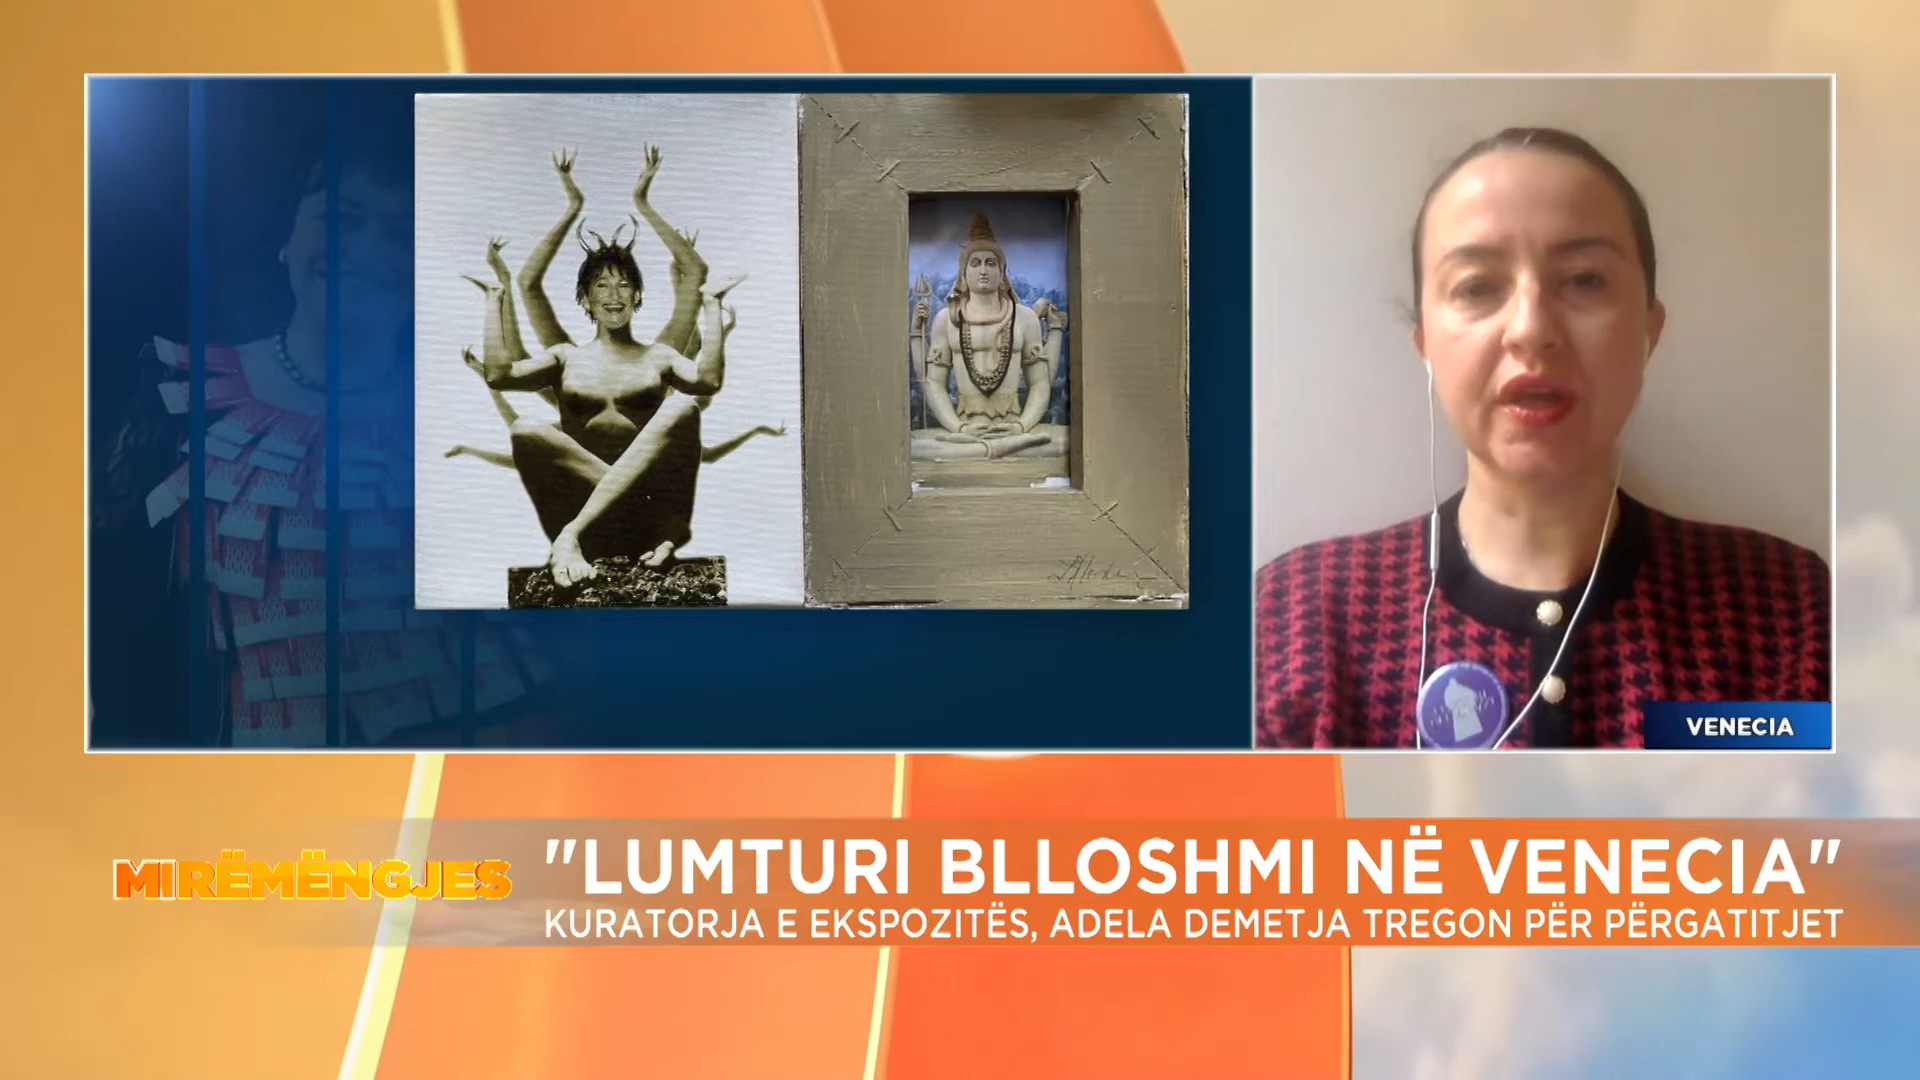 VENECIA
MIRËMËNGJES
"LUMTURI BLLOSHMI NË VENECIA"
KURATORJA E EKSPOZITËS, ADELA DEMETJA TREGON PËR PËRGATITJET